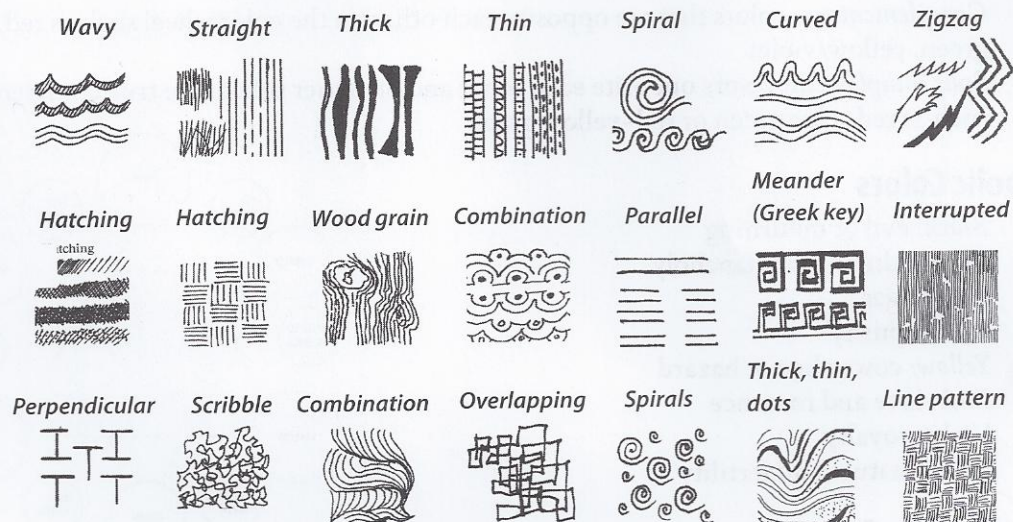 Wavy Straight Thick Thin Spiral Curved Zigzag
Hatching Hatching Wood grain Combination Parallel Meander
(Greek key) Interrupted
tching
Perpendicular Scribble Combination Overlapping Spirals Thick, thin,
dots Line pattern